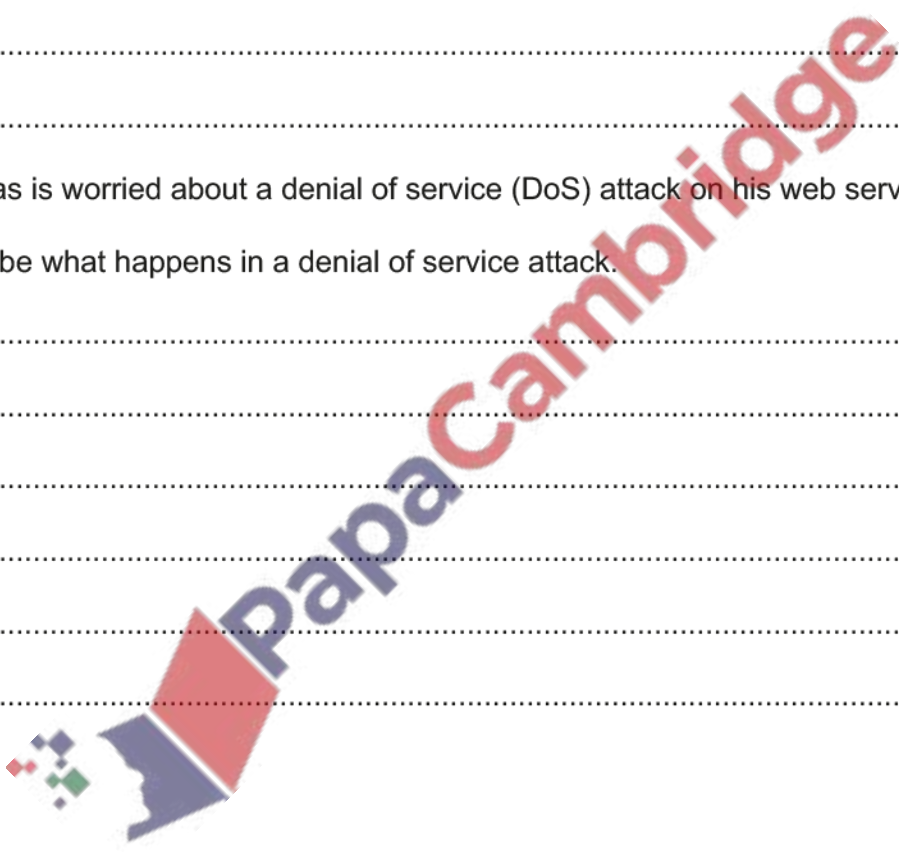 as is worried about a denial of service (DoS) attack on his web serv
be what happens in a denial of service attack.
PapaCambridge